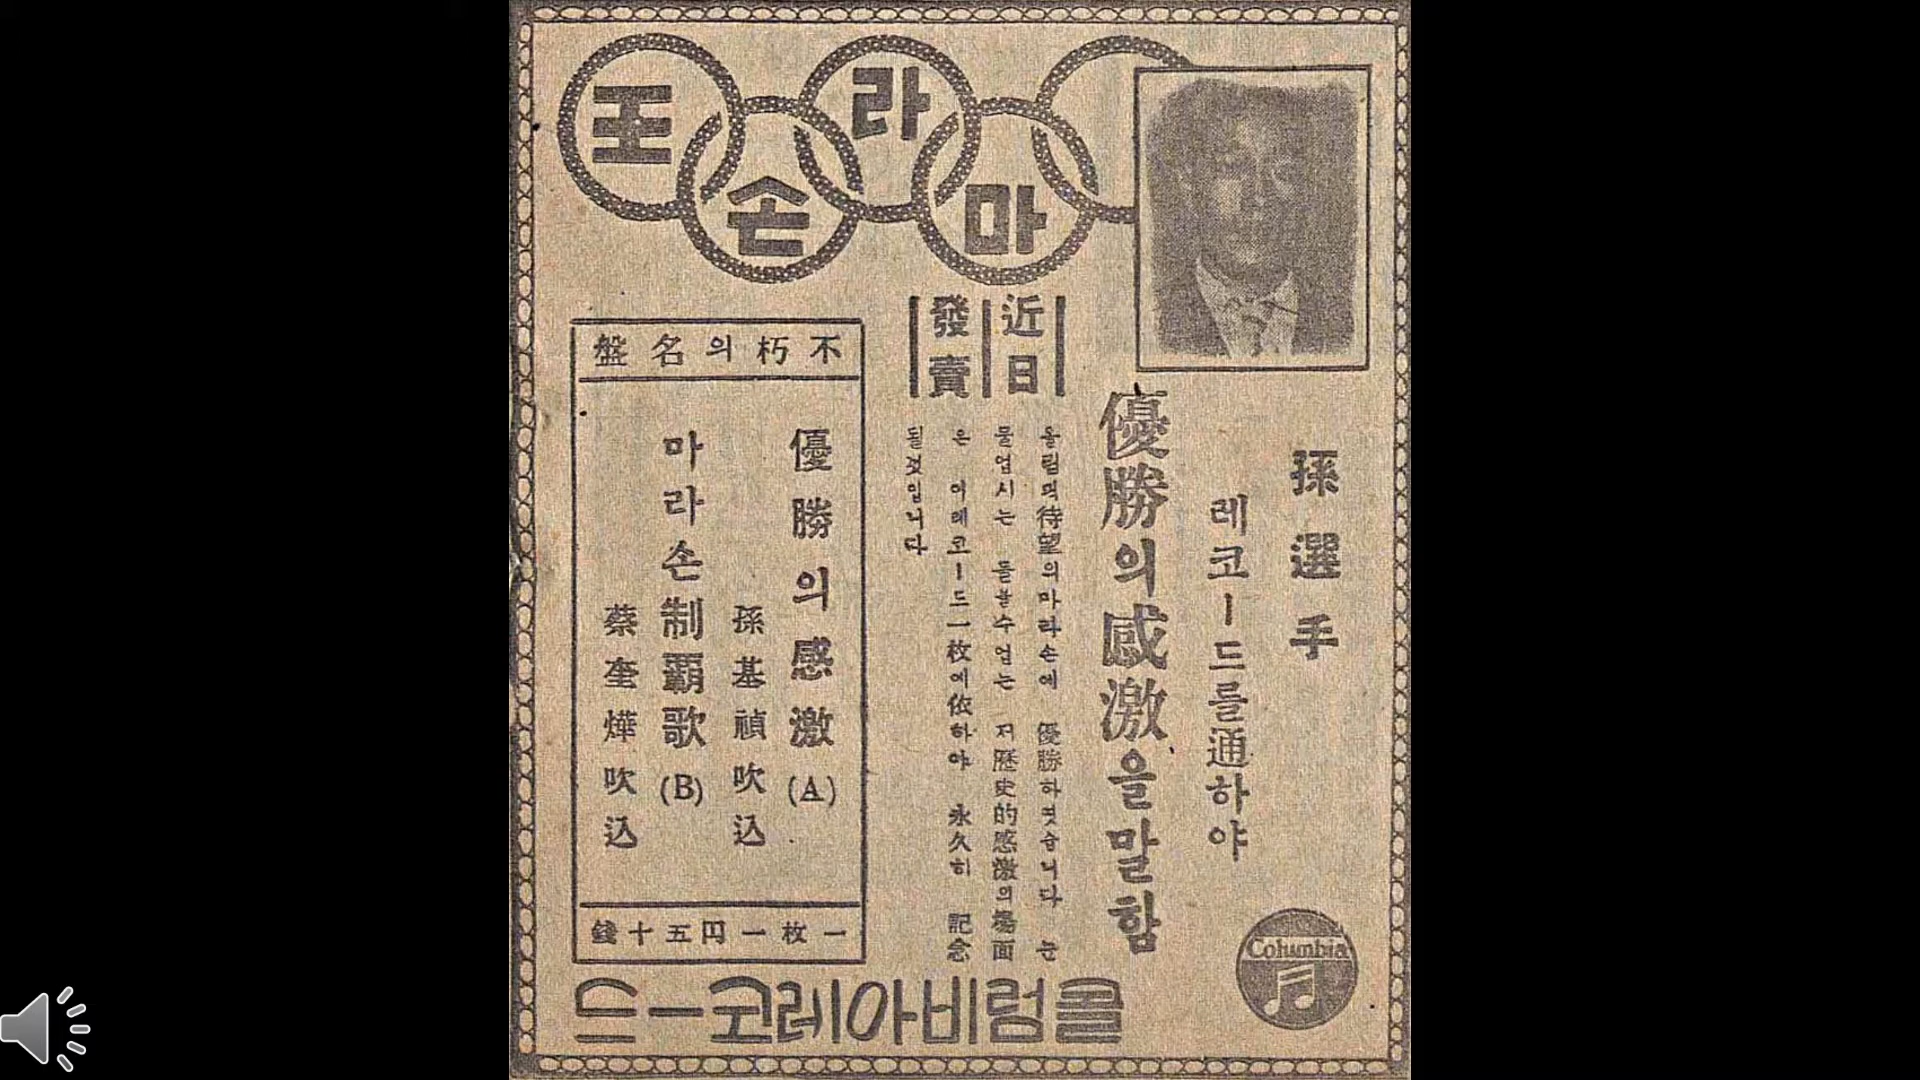 마라손王
孫選手
레코ー드를通하야
優勝의感激을말함
近日
發賣
올림픽待望의마라손에 優勝하엿습니다 눈
물업시는 들을수업는 저歷史的感激의場面
은 이레코ー드一枚에依하야 永久히 記念
될것입니다
不朽의名盤
優勝의感激(A)
孫基禎吹込
마라손制覇歌(B)
蔡奎燁吹込
一枚一円五十錢
Columbia
콜럼비아레코ー드